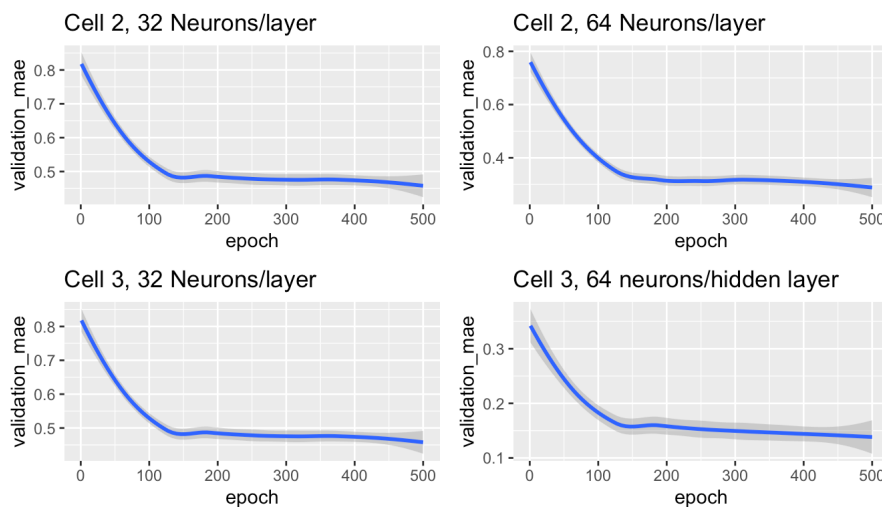 Cell 2, 32 Neurons/layer
validation_mae
0.8
0.7
0.6
0.5
0 100 200 300 400 500
epoch
Cell 2, 64 Neurons/layer
validation_mae
0.8
0.6
0.4
0 100 200 300 400 500
epoch
Cell 3, 32 Neurons/layer
validation_mae
0.8
0.7
0.6
0.5
0 100 200 300 400 500
epoch
Cell 3, 64 neurons/hidden layer
validation_mae
0.3
0.2
0.1
0 100 200 300 400 500
epoch